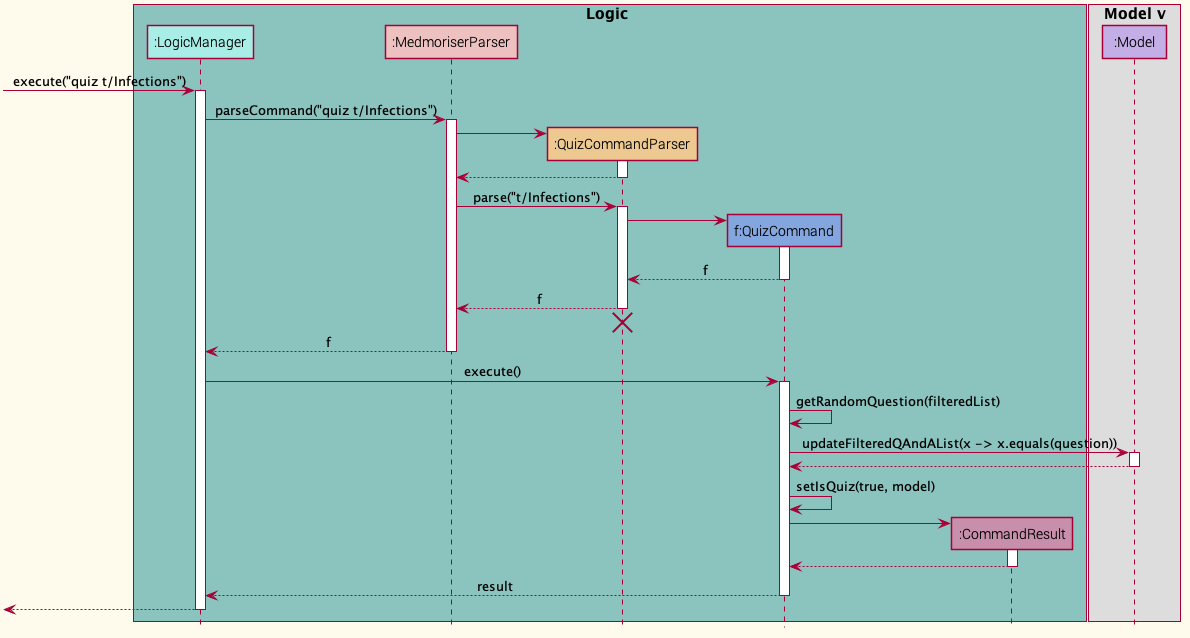 Logic
Model v
:LogicManager
:MedmoriserParser
:Model
execute("quiz t/Infections")
parseCommand("quiz t/Infections")
:QuizCommandParser
parse("t/Infections")
f:QuizCommand
f
f
f
execute()
getRandomQuestion(filteredList)
updateFilteredQAndAList(x -> x.equals(question))
setIsQuiz(true, model)
:CommandResult
result